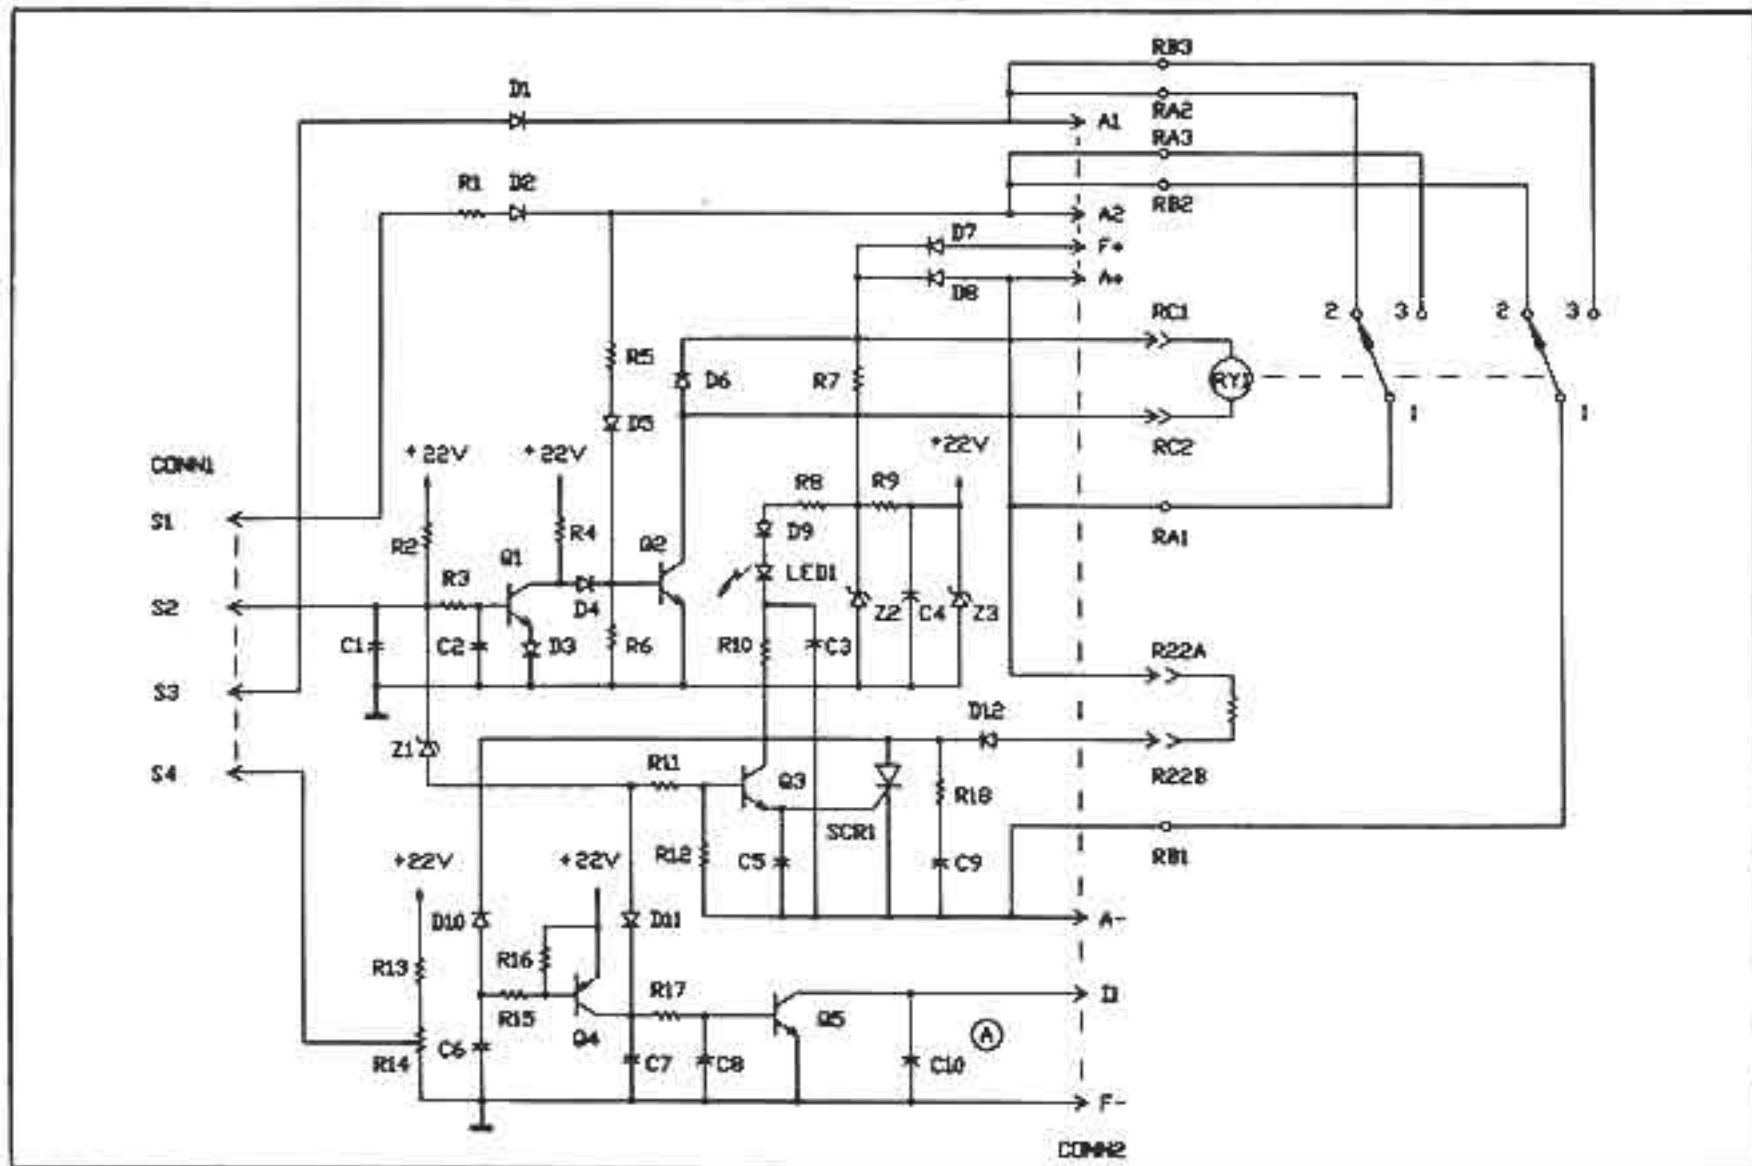 RB3
D1
RA2
A1
RA3
R1 D2
RB2
A2
D7
F+
D8
A+
RC1
2 3 2 3
R5
D6
R7
RY1
D5
1 1
+22V +22V
+22V
RC2
CONN1
R8 R9
S1
R2
R4
D9
RA1
Q1
Q2
R3
LED1
S2
D4
Z2 C4 Z3
C1 C2 D3 R6 R10 C3
R22A
S3
D12
Z1
R11
S4
Q3
R22B
R18
SCR1
+22V +22V
R12 C5 C9
RB1
D10 D11
A-
R13
R16
R17
D1
R15
Q5
A
Q4
C6
R14
C7 C8 C10
F-
CONN2